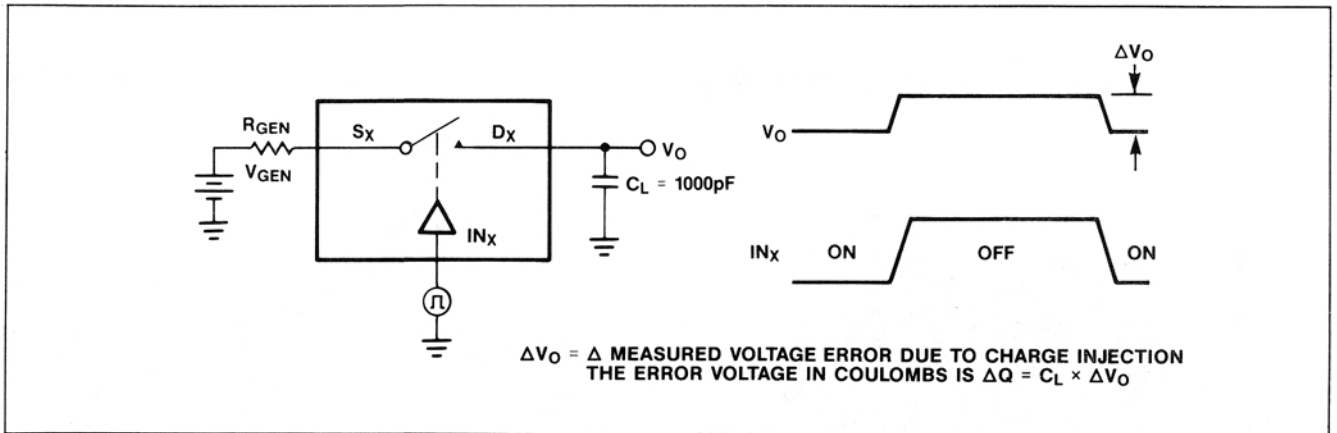 RGEN
VGEN
SX
DX
INX
VO
CL = 1000pF
ΔVO
VO
INX
ON
OFF
ON
ΔVO = Δ MEASURED VOLTAGE ERROR DUE TO CHARGE INJECTION
THE ERROR VOLTAGE IN COULOMBS IS ΔQ = CL × ΔVO